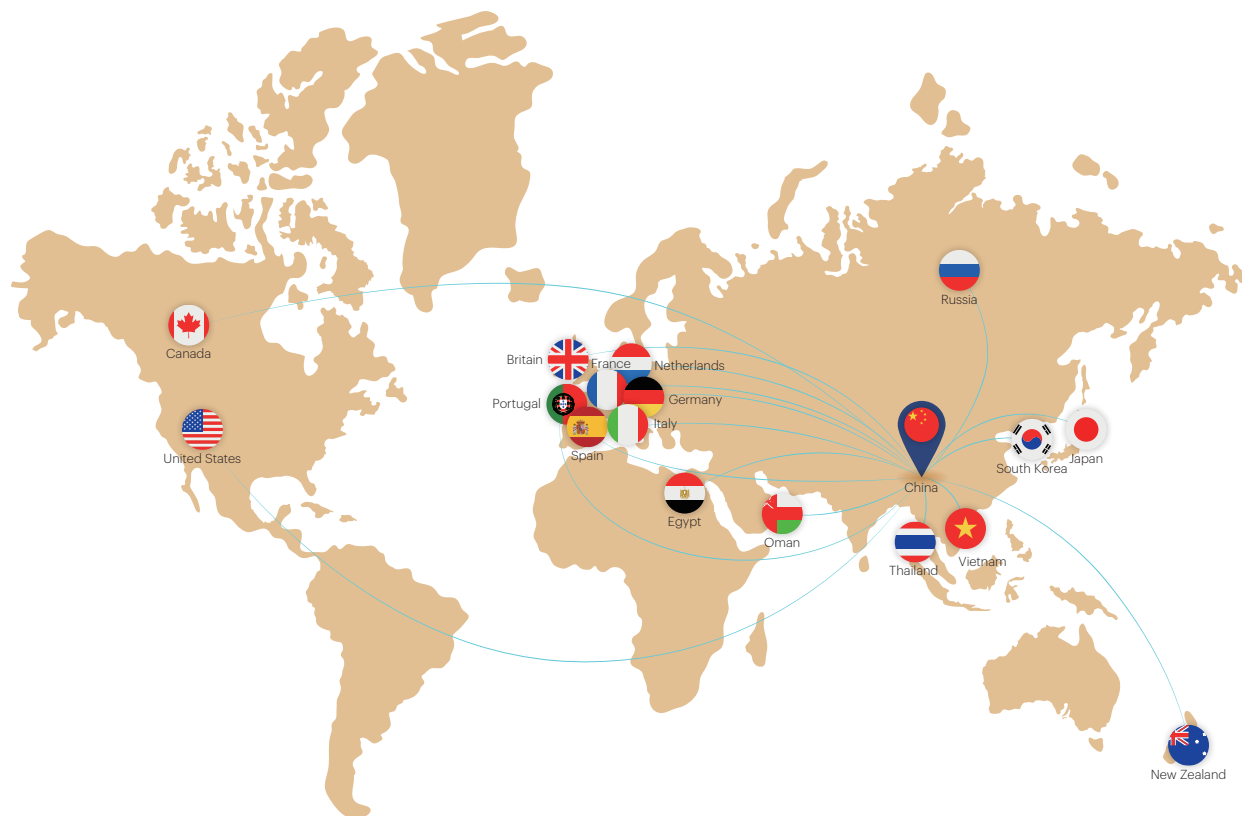 Russia
Canada
Britain
France
Netherlands
Portugal
Germany
Italy
United States
Spain
South Korea
Japan
China
Egypt
Oman
Thailand
Vietnam
New Zealand